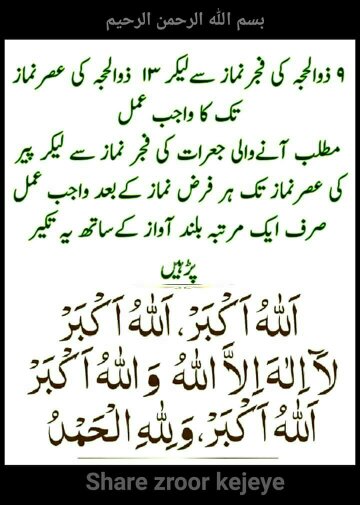 بسم الله الرحمن الرحيم
۹ ذوالحجہ کی فجر نماز سے لیکر ۱۳ ذوالحجہ کی عصر نماز
تک کا واجب عمل
مطلب آنے والی جعرات کی فجر نماز سے لیکر پیر
کی عصر نماز تک ہر فرض نماز کے بعد واجب عمل
صرف ایک مرتبہ بلند آواز کے ساتھ یہ تکبیر
پڑہیں
اَللهُ اَكْبَرْ، اَللهُ اَكْبَرْ
لَآ اِلٰهَ اِلَّا اللهُ وَاللهُ اَكْبَرْ
اَللهُ اَكْبَرْ، وَلِلّٰهِ الْحَمْدُ
Share zroor kejeye